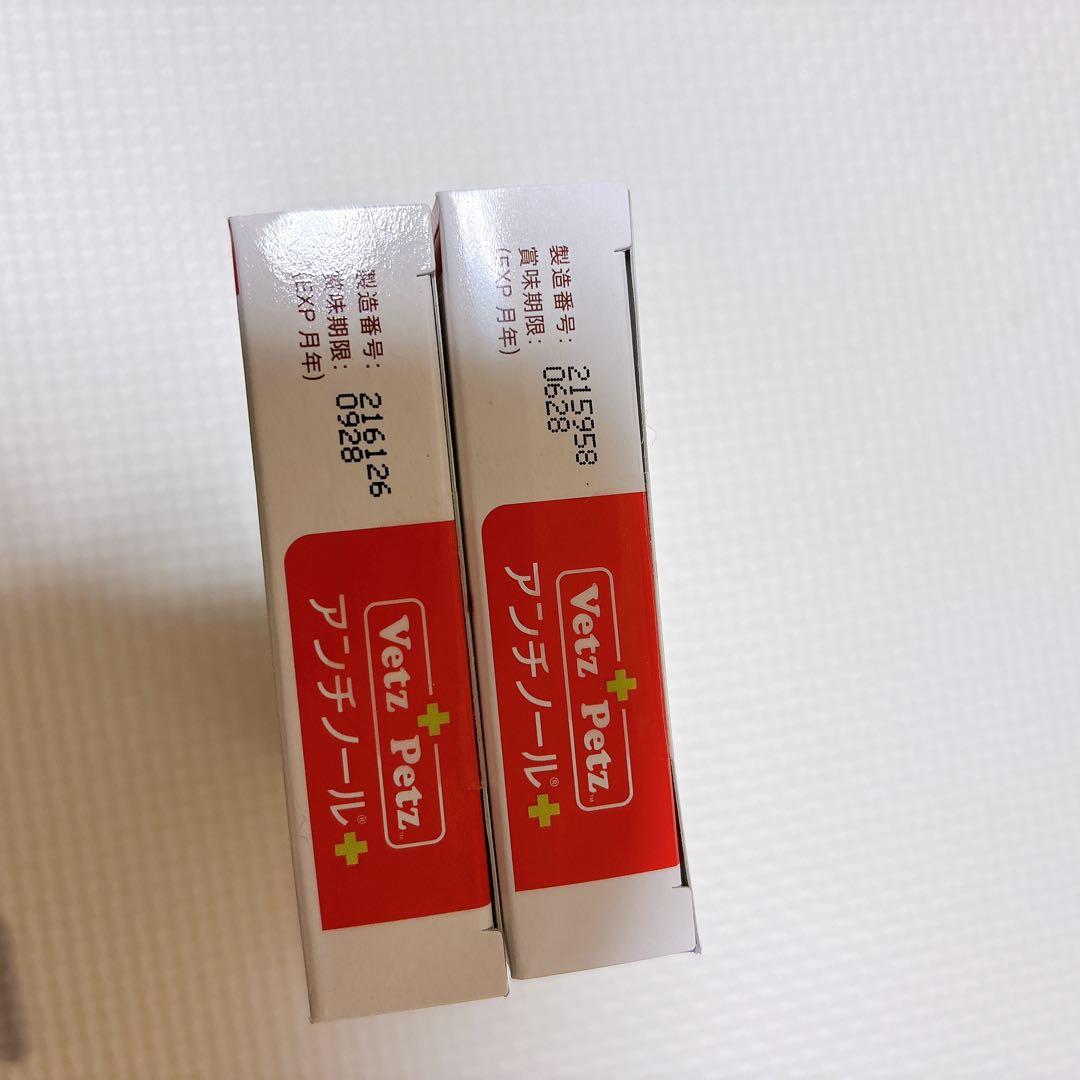 製造番号: 216126
賞味期限: 0928
(EXP 月年)
Vetz Petz™
アンチノール®
製造番号: 215958
賞味期限: 0628
(EXP 月年)
Vetz Petz™
アンチノール®